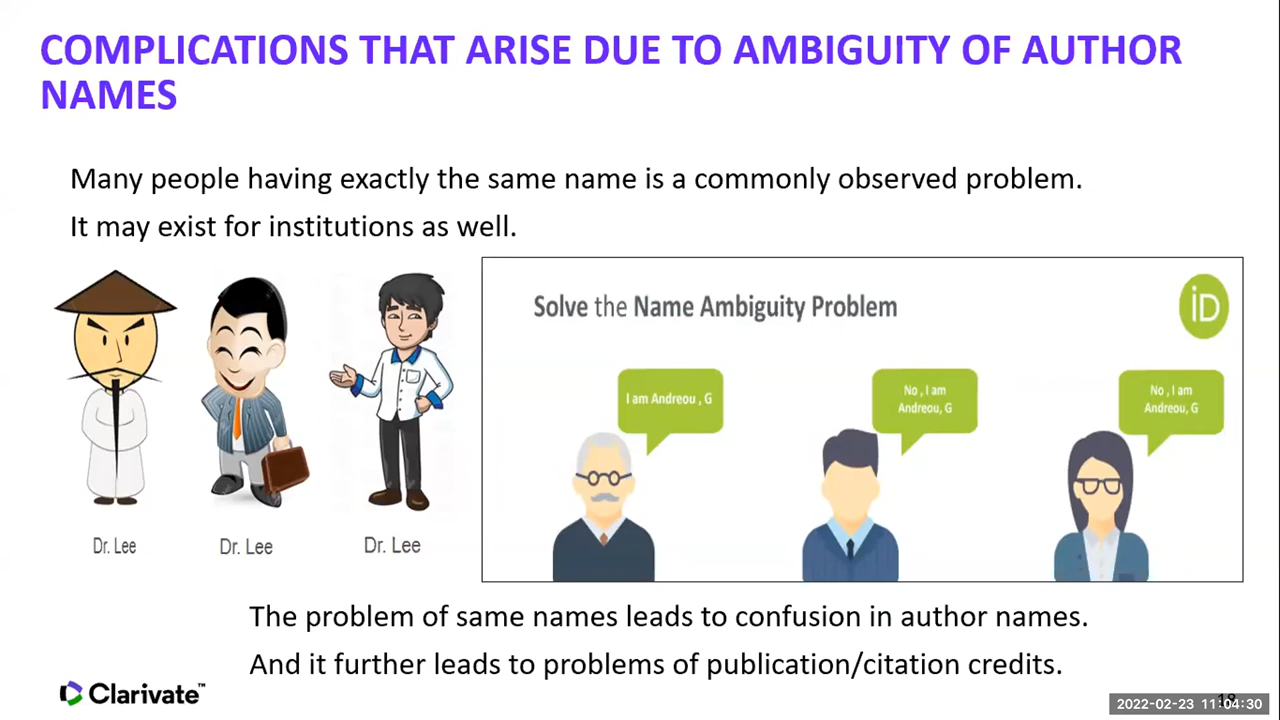 COMPLICATIONS THAT ARISE DUE TO AMBIGUITY OF AUTHOR
NAMES
Many people having exactly the same name is a commonly observed problem.
It may exist for institutions as well.
Solve the Name Ambiguity Problem
iD
I am Andreou , G
No , I am
Andreou, G
No , I am
Andreou, G
Dr. Lee
Dr. Lee
Dr. Lee
The problem of same names leads to confusion in author names.
And it further leads to problems of publication/citation credits.
Clarivate™
2022-02-23 11:04:30